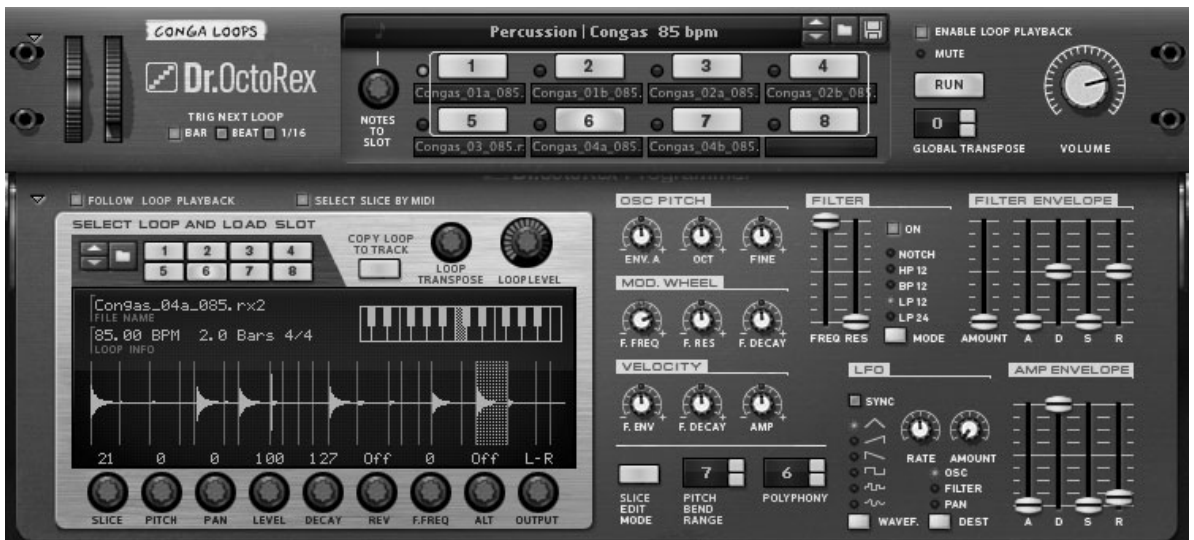 CONGA LOOPS
Dr.OctoRex
TRIG NEXT LOOP
BAR BEAT 1/16
Percussion | Congas 85 bpm
NOTES
TO
SLOT
1 2 3 4
Congas_01a_085. Congas_01b_085. Congas_02a_085. Congas_02b_085.
5 6 7 8
Congas_03_085.r Congas_04a_085. Congas_04b_085.
ENABLE LOOP PLAYBACK
MUTE
RUN
0
GLOBAL TRANSPOSE
VOLUME
Dr.OctoRex Programmer
FOLLOW LOOP PLAYBACK
SELECT SLICE BY MIDI
SELECT LOOP AND LOAD SLOT
1 2 3 4
5 6 7 8
COPY LOOP
TO TRACK
LOOP
TRANSPOSE
LOOP LEVEL
Congas_04a_085.rx2
FILE NAME
85.00 BPM 2.0 Bars 4/4
LOOP INFO
21 0 0 100 127 Off 0 Off L-R
SLICE PITCH PAN LEVEL DECAY REV F.FREQ ALT OUTPUT
OSC PITCH
ENV. A OCT FINE
MOD. WHEEL
F. FREQ F. RES F. DECAY
VELOCITY
F. ENV F. DECAY AMP
SLICE
EDIT
MODE
7
PITCH
BEND
RANGE
6
POLYPHONY
FILTER
ON
NOTCH
HP 12
BP 12
LP 12
LP 24
FREQ RES
MODE
FILTER ENVELOPE
AMOUNT A D S R
LFO
SYNC
RATE AMOUNT
OSC
FILTER
PAN
WAVEF. DEST
AMP ENVELOPE
A D S R